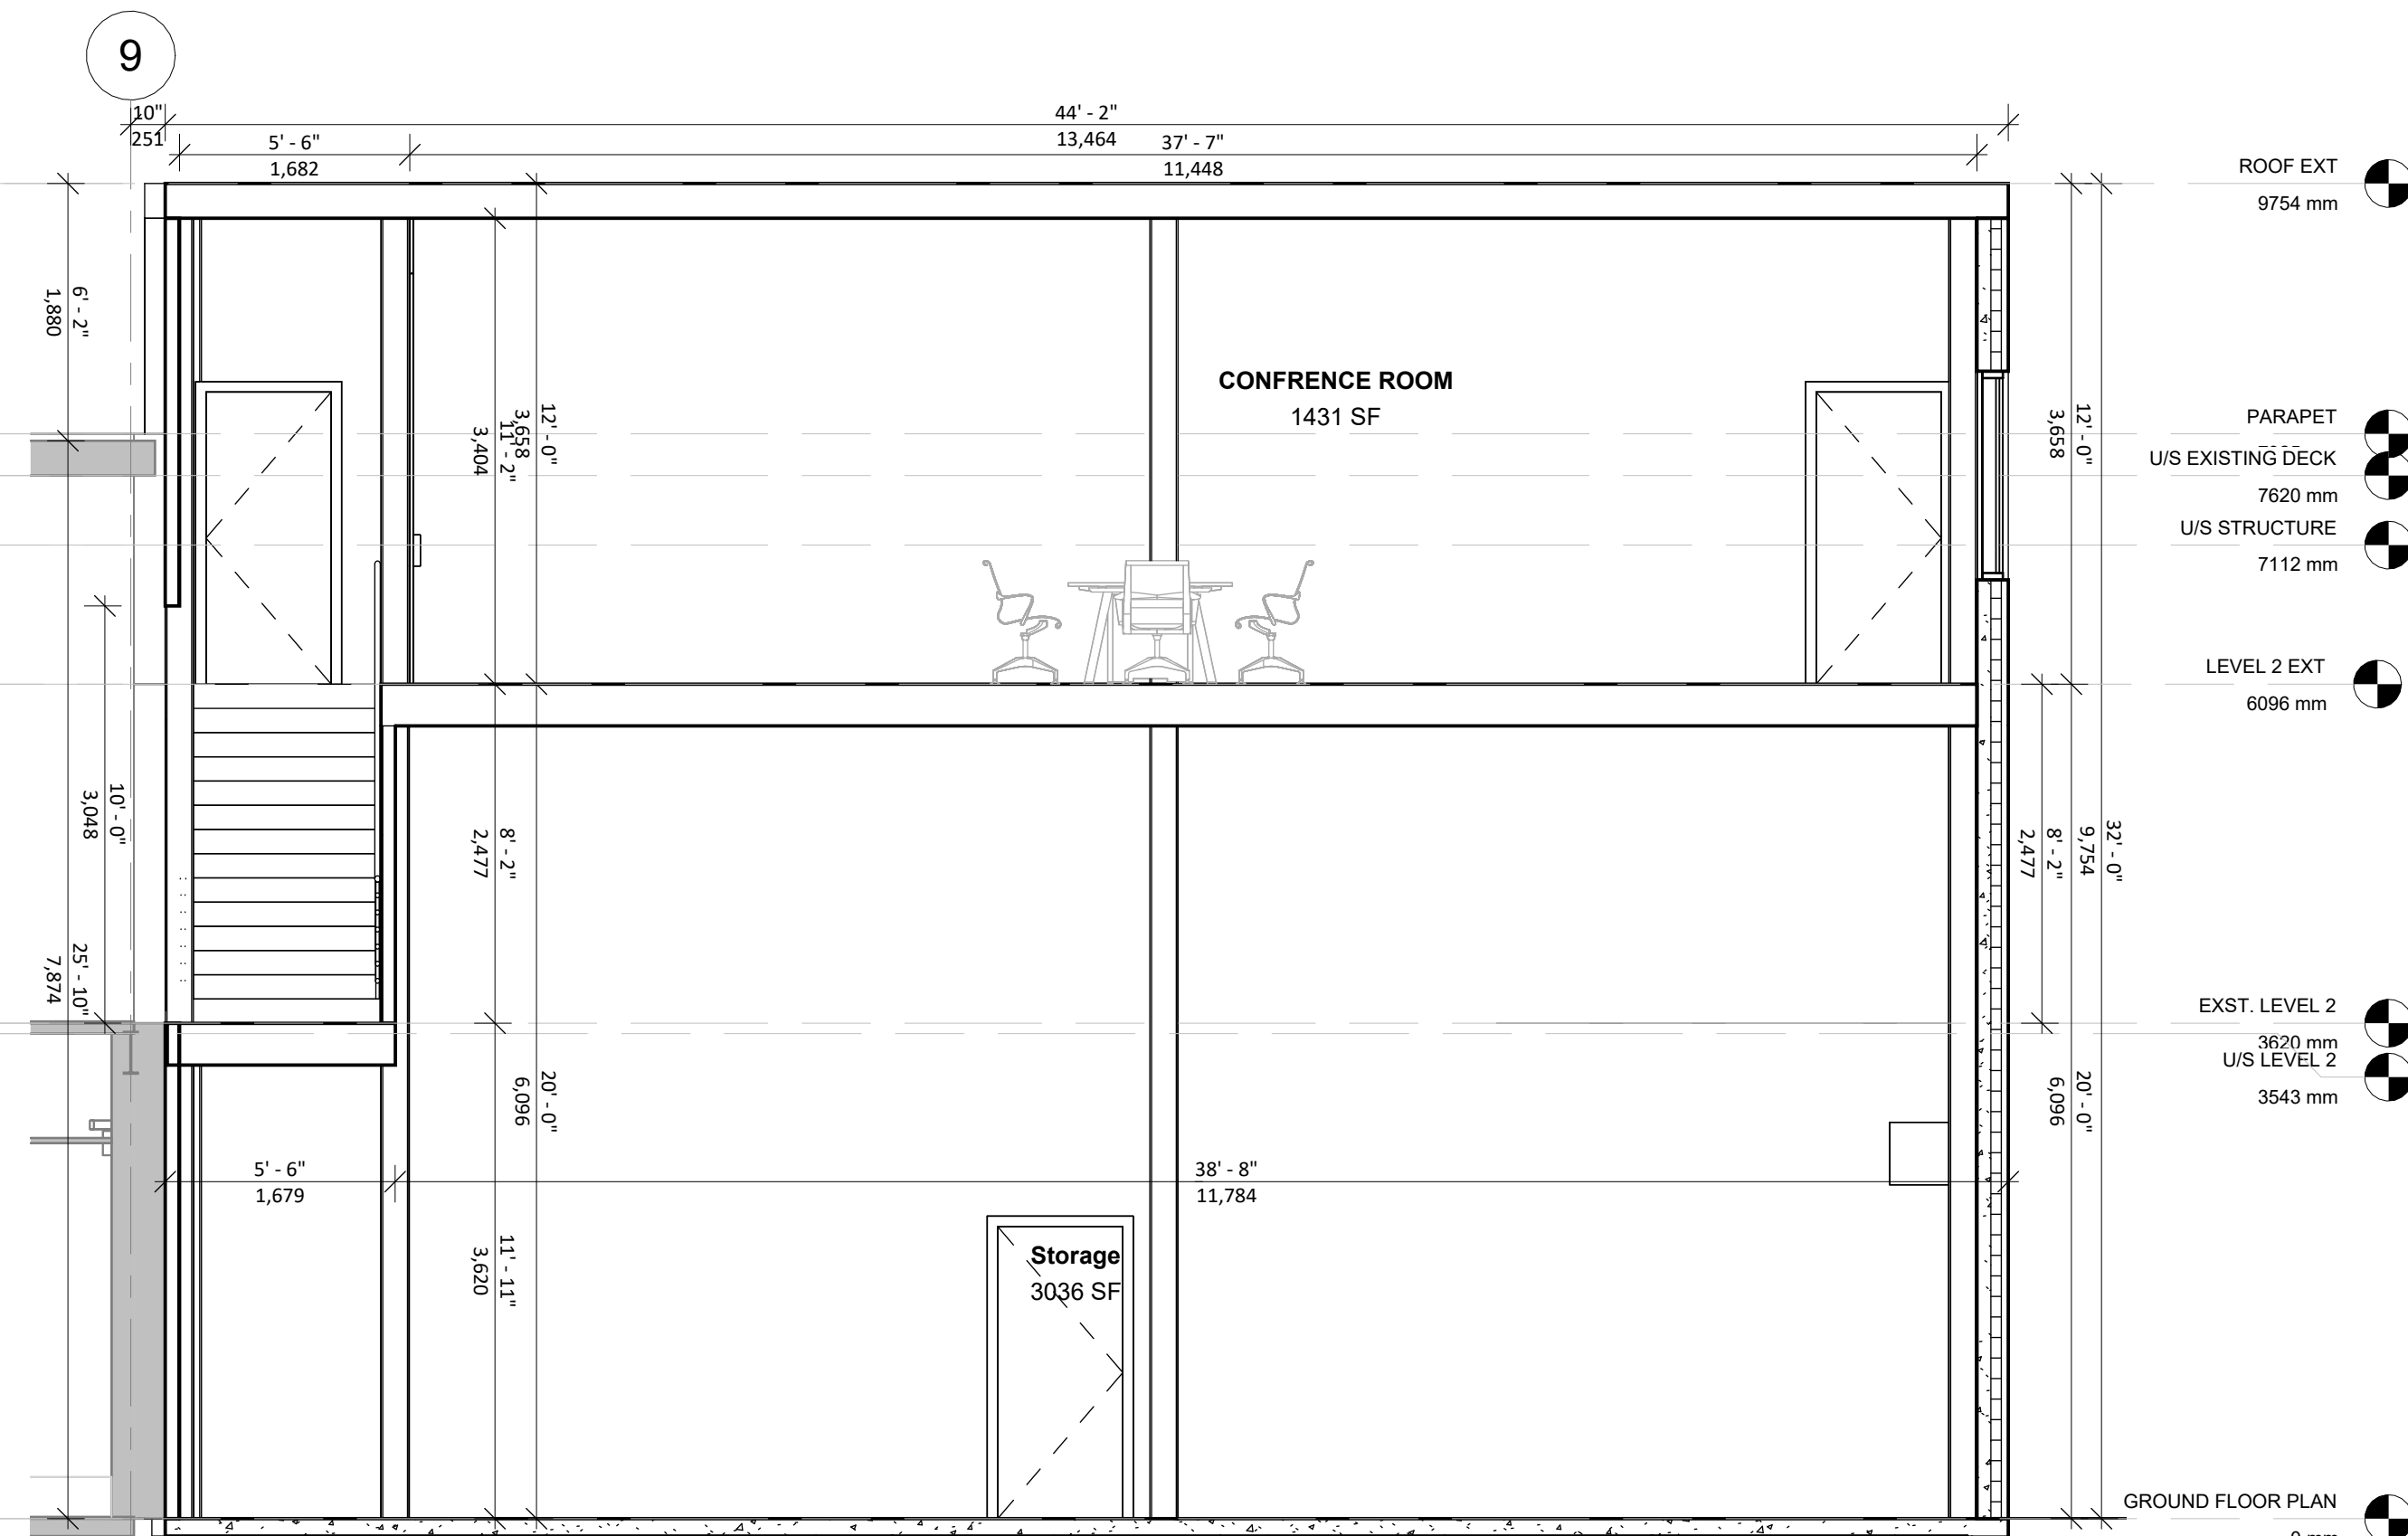 9
10"
251
44' - 2"
13,464
5' - 6"
1,682
37' - 7"
11,448
ROOF EXT
9754 mm
6' - 2"
1,880
CONFRENCE ROOM
1431 SF
12' - 0"
3,658
11' - 2"
3,404
12' - 0"
3,658
PARAPET
U/S EXISTING DECK
7620 mm
U/S STRUCTURE
7112 mm
LEVEL 2 EXT
6096 mm
10' - 0"
3,048
8' - 2"
2,477
8' - 2"
2,477
32' - 0"
9,754
25' - 10"
7,874
EXST. LEVEL 2
3620 mm
U/S LEVEL 2
3543 mm
20' - 0"
6,096
20' - 0"
6,096
5' - 6"
1,679
38' - 8"
11,784
11' - 11"
3,620
Storage
3036 SF
GROUND FLOOR PLAN
0 mm